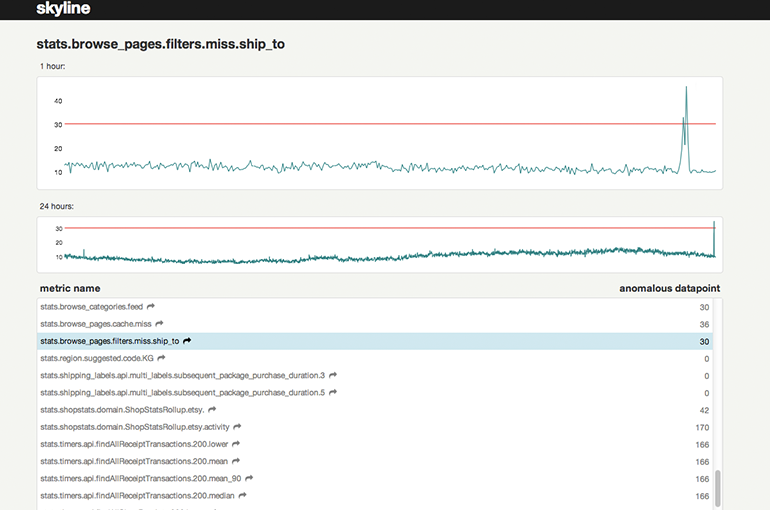 skyline
stats.browse_pages.filters.miss.ship_to
1 hour:
40
30
20
10
24 hours:
30
20
10
metric name anomalous datapoint
stats.browse_categories.feed 30
stats.browse_pages.cache.miss 36
stats.browse_pages.filters.miss.ship_to 30
stats.region.suggested.code.KG 0
stats.shipping_labels.api.multi_labels.subsequent_package_purchase_duration.3 0
stats.shipping_labels.api.multi_labels.subsequent_package_purchase_duration.5 0
stats.shopstats.domain.ShopStatsRollup.etsy. 42
stats.shopstats.domain.ShopStatsRollup.etsy.activity 170
stats.timers.api.findAllReceiptTransactions.200.lower 166
stats.timers.api.findAllReceiptTransactions.200.mean 166
stats.timers.api.findAllReceiptTransactions.200.mean_90 166
stats.timers.api.findAllReceiptTransactions.200.median 166